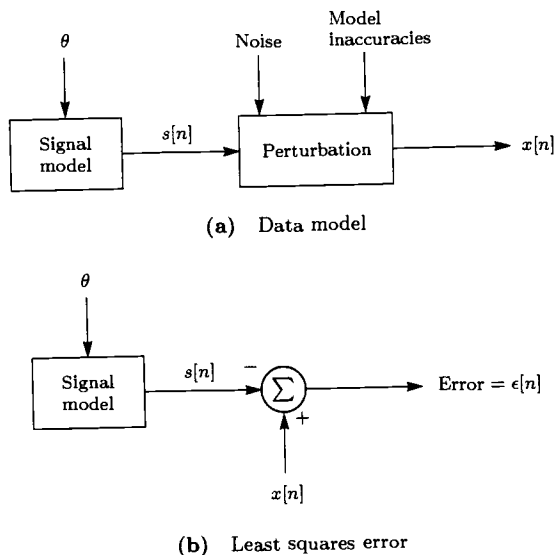 θ
Noise
Model
inaccuracies
Signal
model
s[n]
Perturbation
x[n]
(a) Data model
θ
Signal
model
s[n]
−
Σ
+
Error = ϵ[n]
x[n]
(b) Least squares error